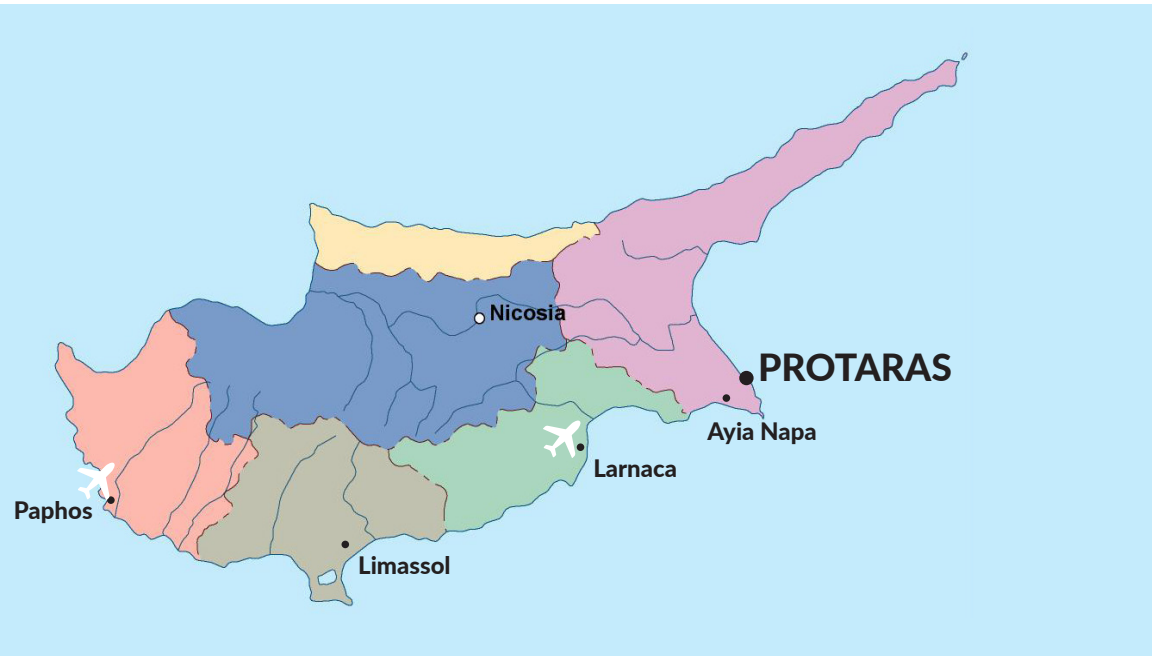 Nicosia
PROTARAS
Ayia Napa
Larnaca
Paphos
Limassol